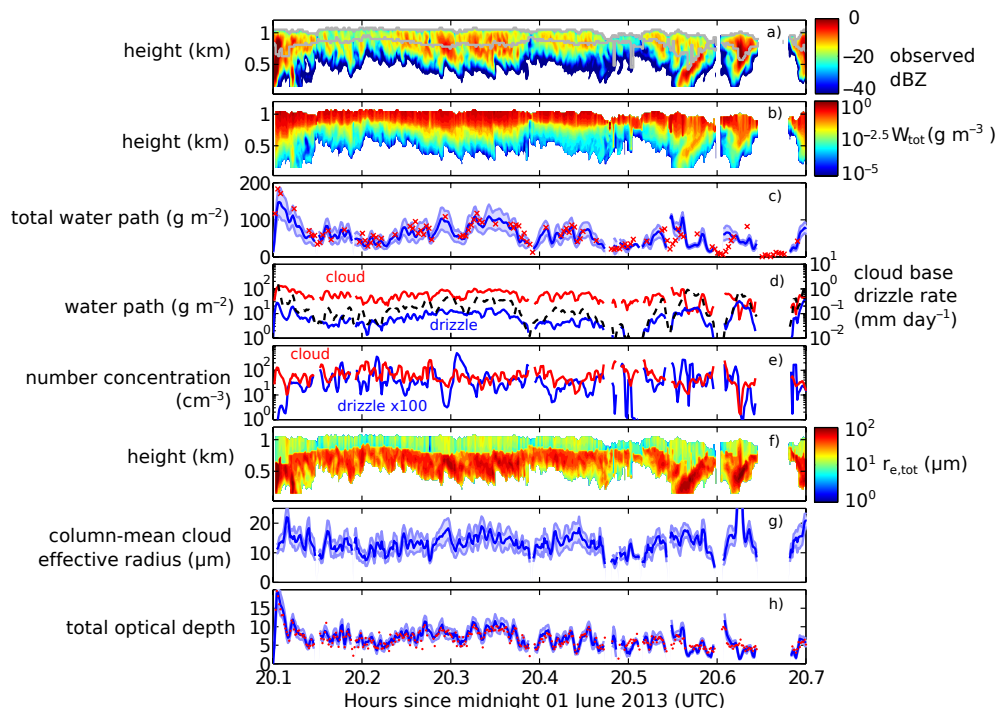 a)
height (km)
1
0.5
0
−20
−40
observed
dBZ
b)
height (km)
1
0.5
10⁰
10⁻²·⁵
10⁻⁵
W_tot (g m⁻³ )
c)
total water path (g m⁻²)
200
100
0
d)
cloud
drizzle
water path (g m⁻²)
10²
10¹
10⁰
10¹
10⁰
10⁻¹
10⁻²
cloud base
drizzle rate
(mm day⁻¹)
e)
cloud
drizzle x100
number concentration
(cm⁻³)
10²
10¹
10⁰
f)
height (km)
1
0.5
10²
10¹
10⁰
r_e,tot (μm)
g)
column-mean cloud
effective radius (μm)
20
10
0
h)
total optical depth
15
10
5
0
20.1 20.2 20.3 20.4 20.5 20.6 20.7
Hours since midnight 01 June 2013 (UTC)